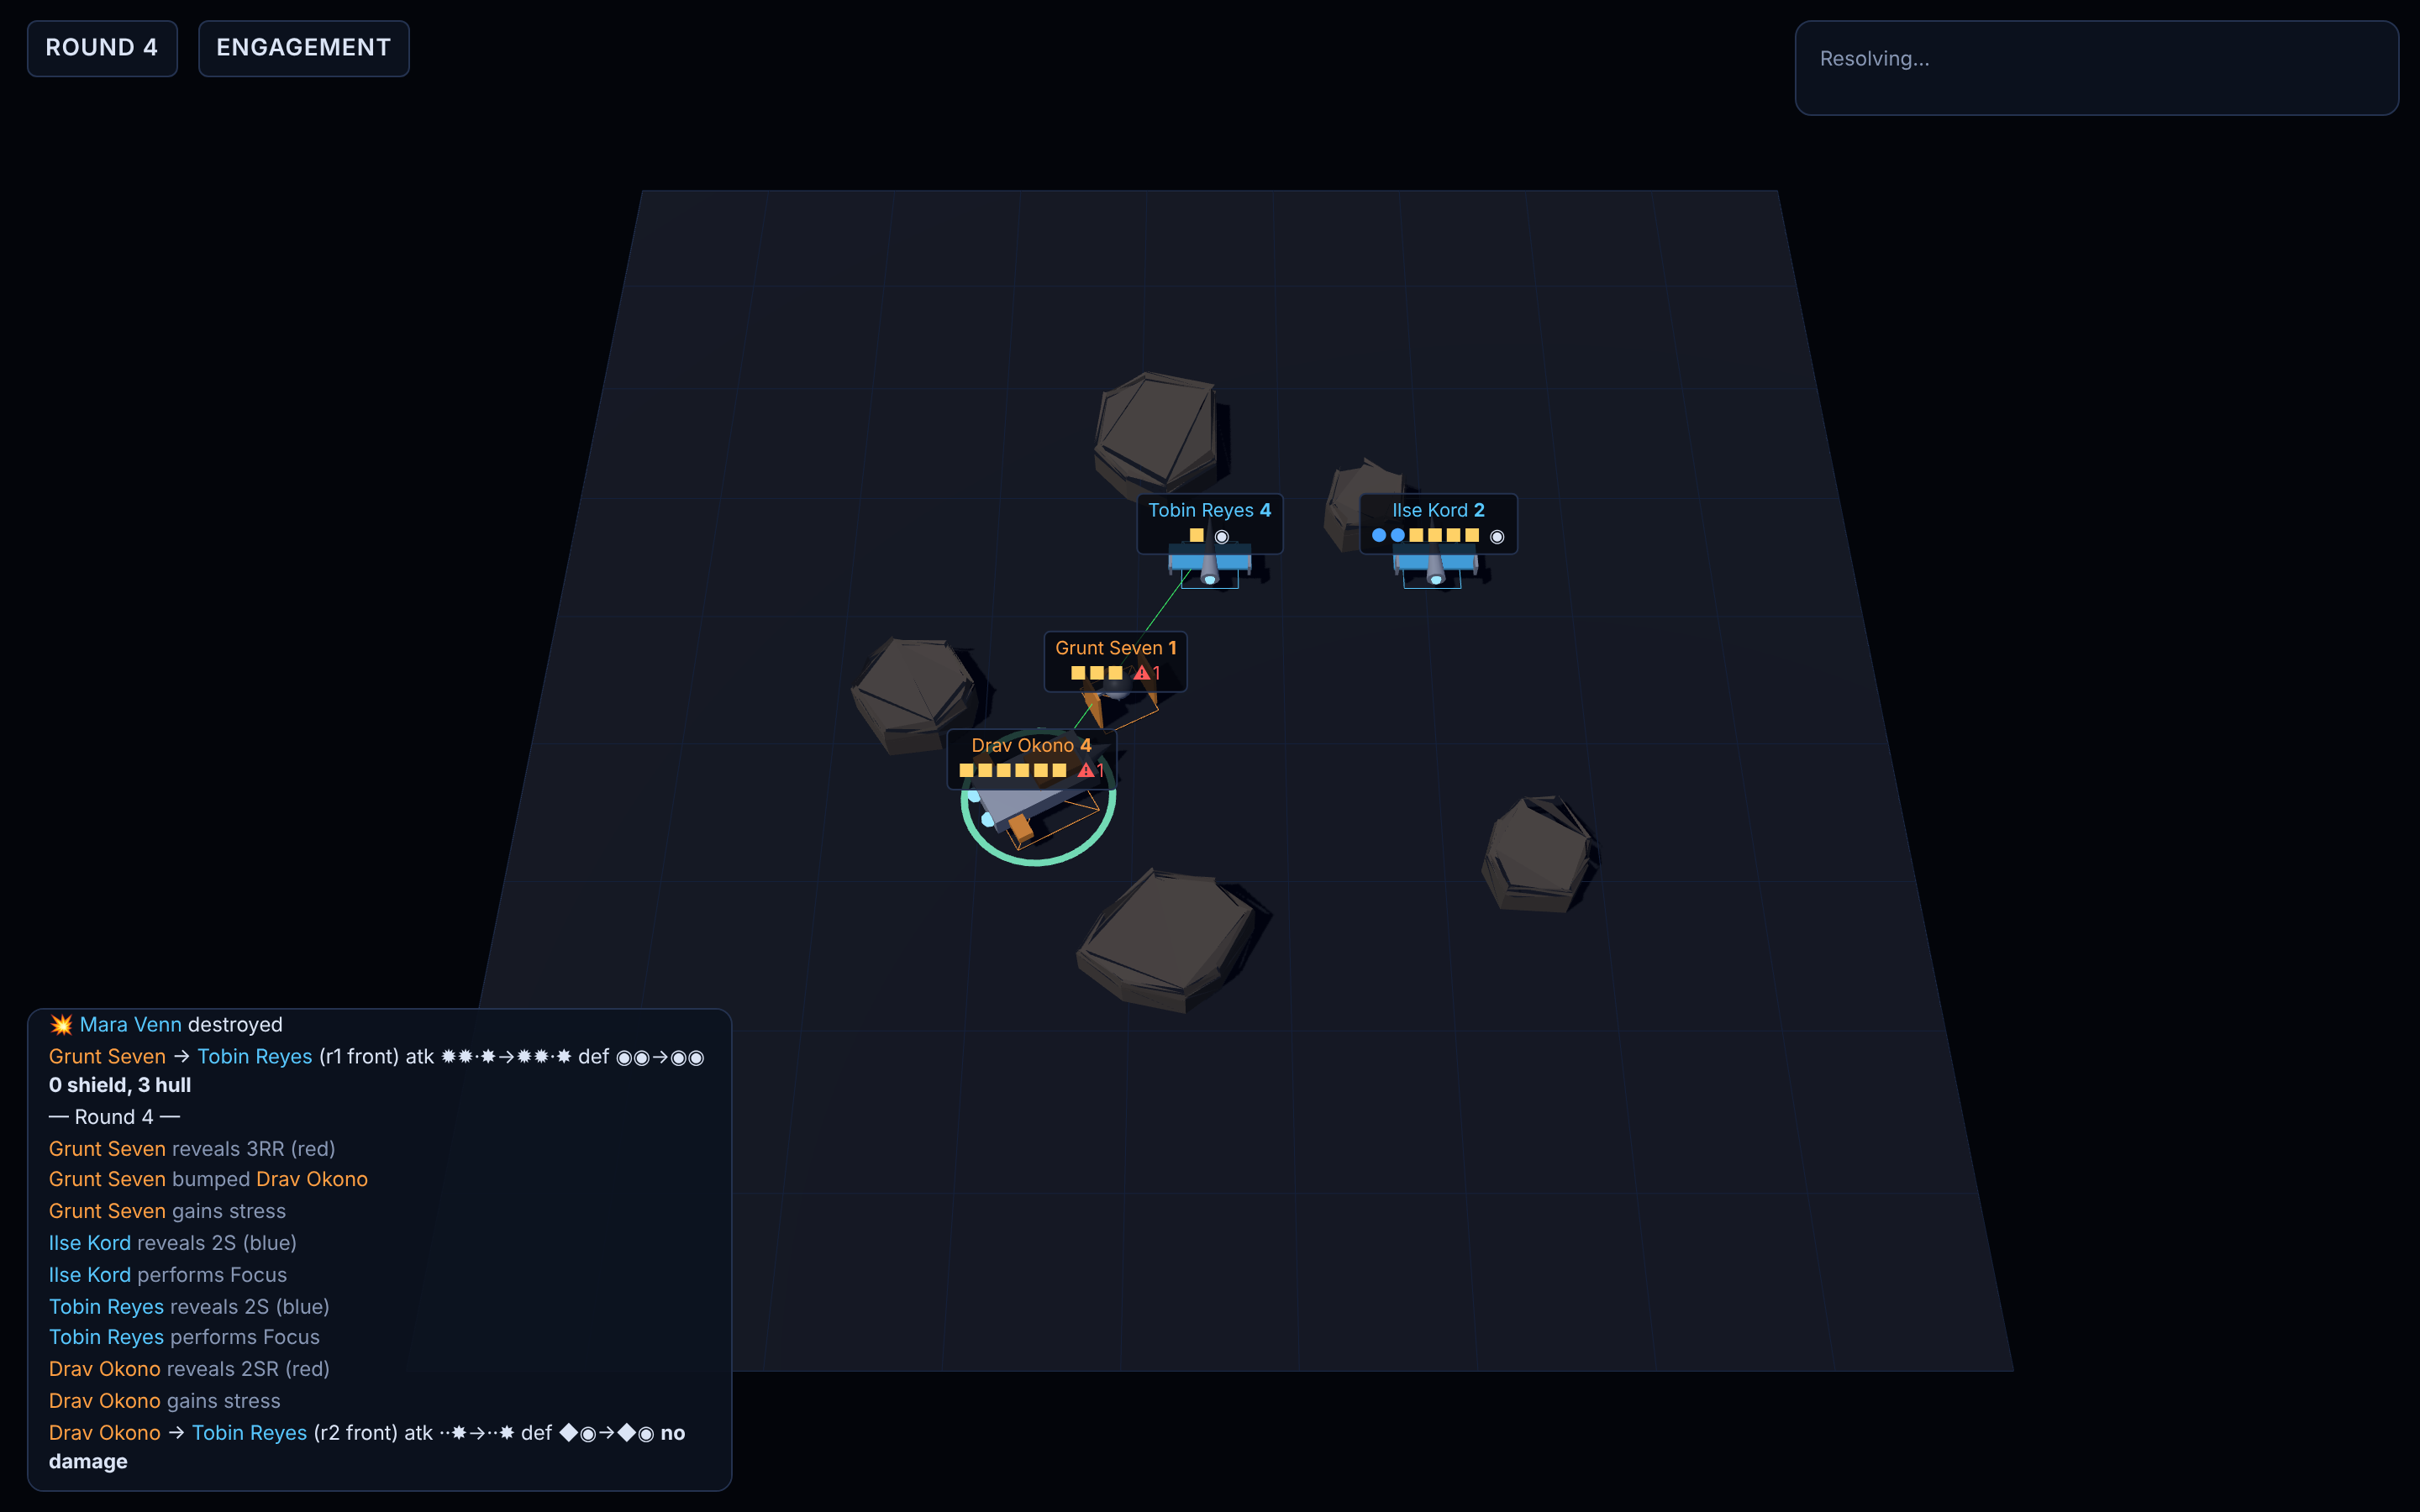 ROUND 4
ENGAGEMENT
Resolving...
Tobin Reyes 4
Ilse Kord 2
Grunt Seven 1
1
Drav Okono 4
1
💥 Mara Venn destroyed
Grunt Seven → Tobin Reyes (r1 front) atk ✹✹·✸→✹✹·✸ def ◉◉→◉◉
0 shield, 3 hull
— Round 4 —
Grunt Seven reveals 3RR (red)
Grunt Seven bumped Drav Okono
Grunt Seven gains stress
Ilse Kord reveals 2S (blue)
Ilse Kord performs Focus
Tobin Reyes reveals 2S (blue)
Tobin Reyes performs Focus
Drav Okono reveals 2SR (red)
Drav Okono gains stress
Drav Okono → Tobin Reyes (r2 front) atk ··✸→··✸ def ◆◉→◆◉ no
damage